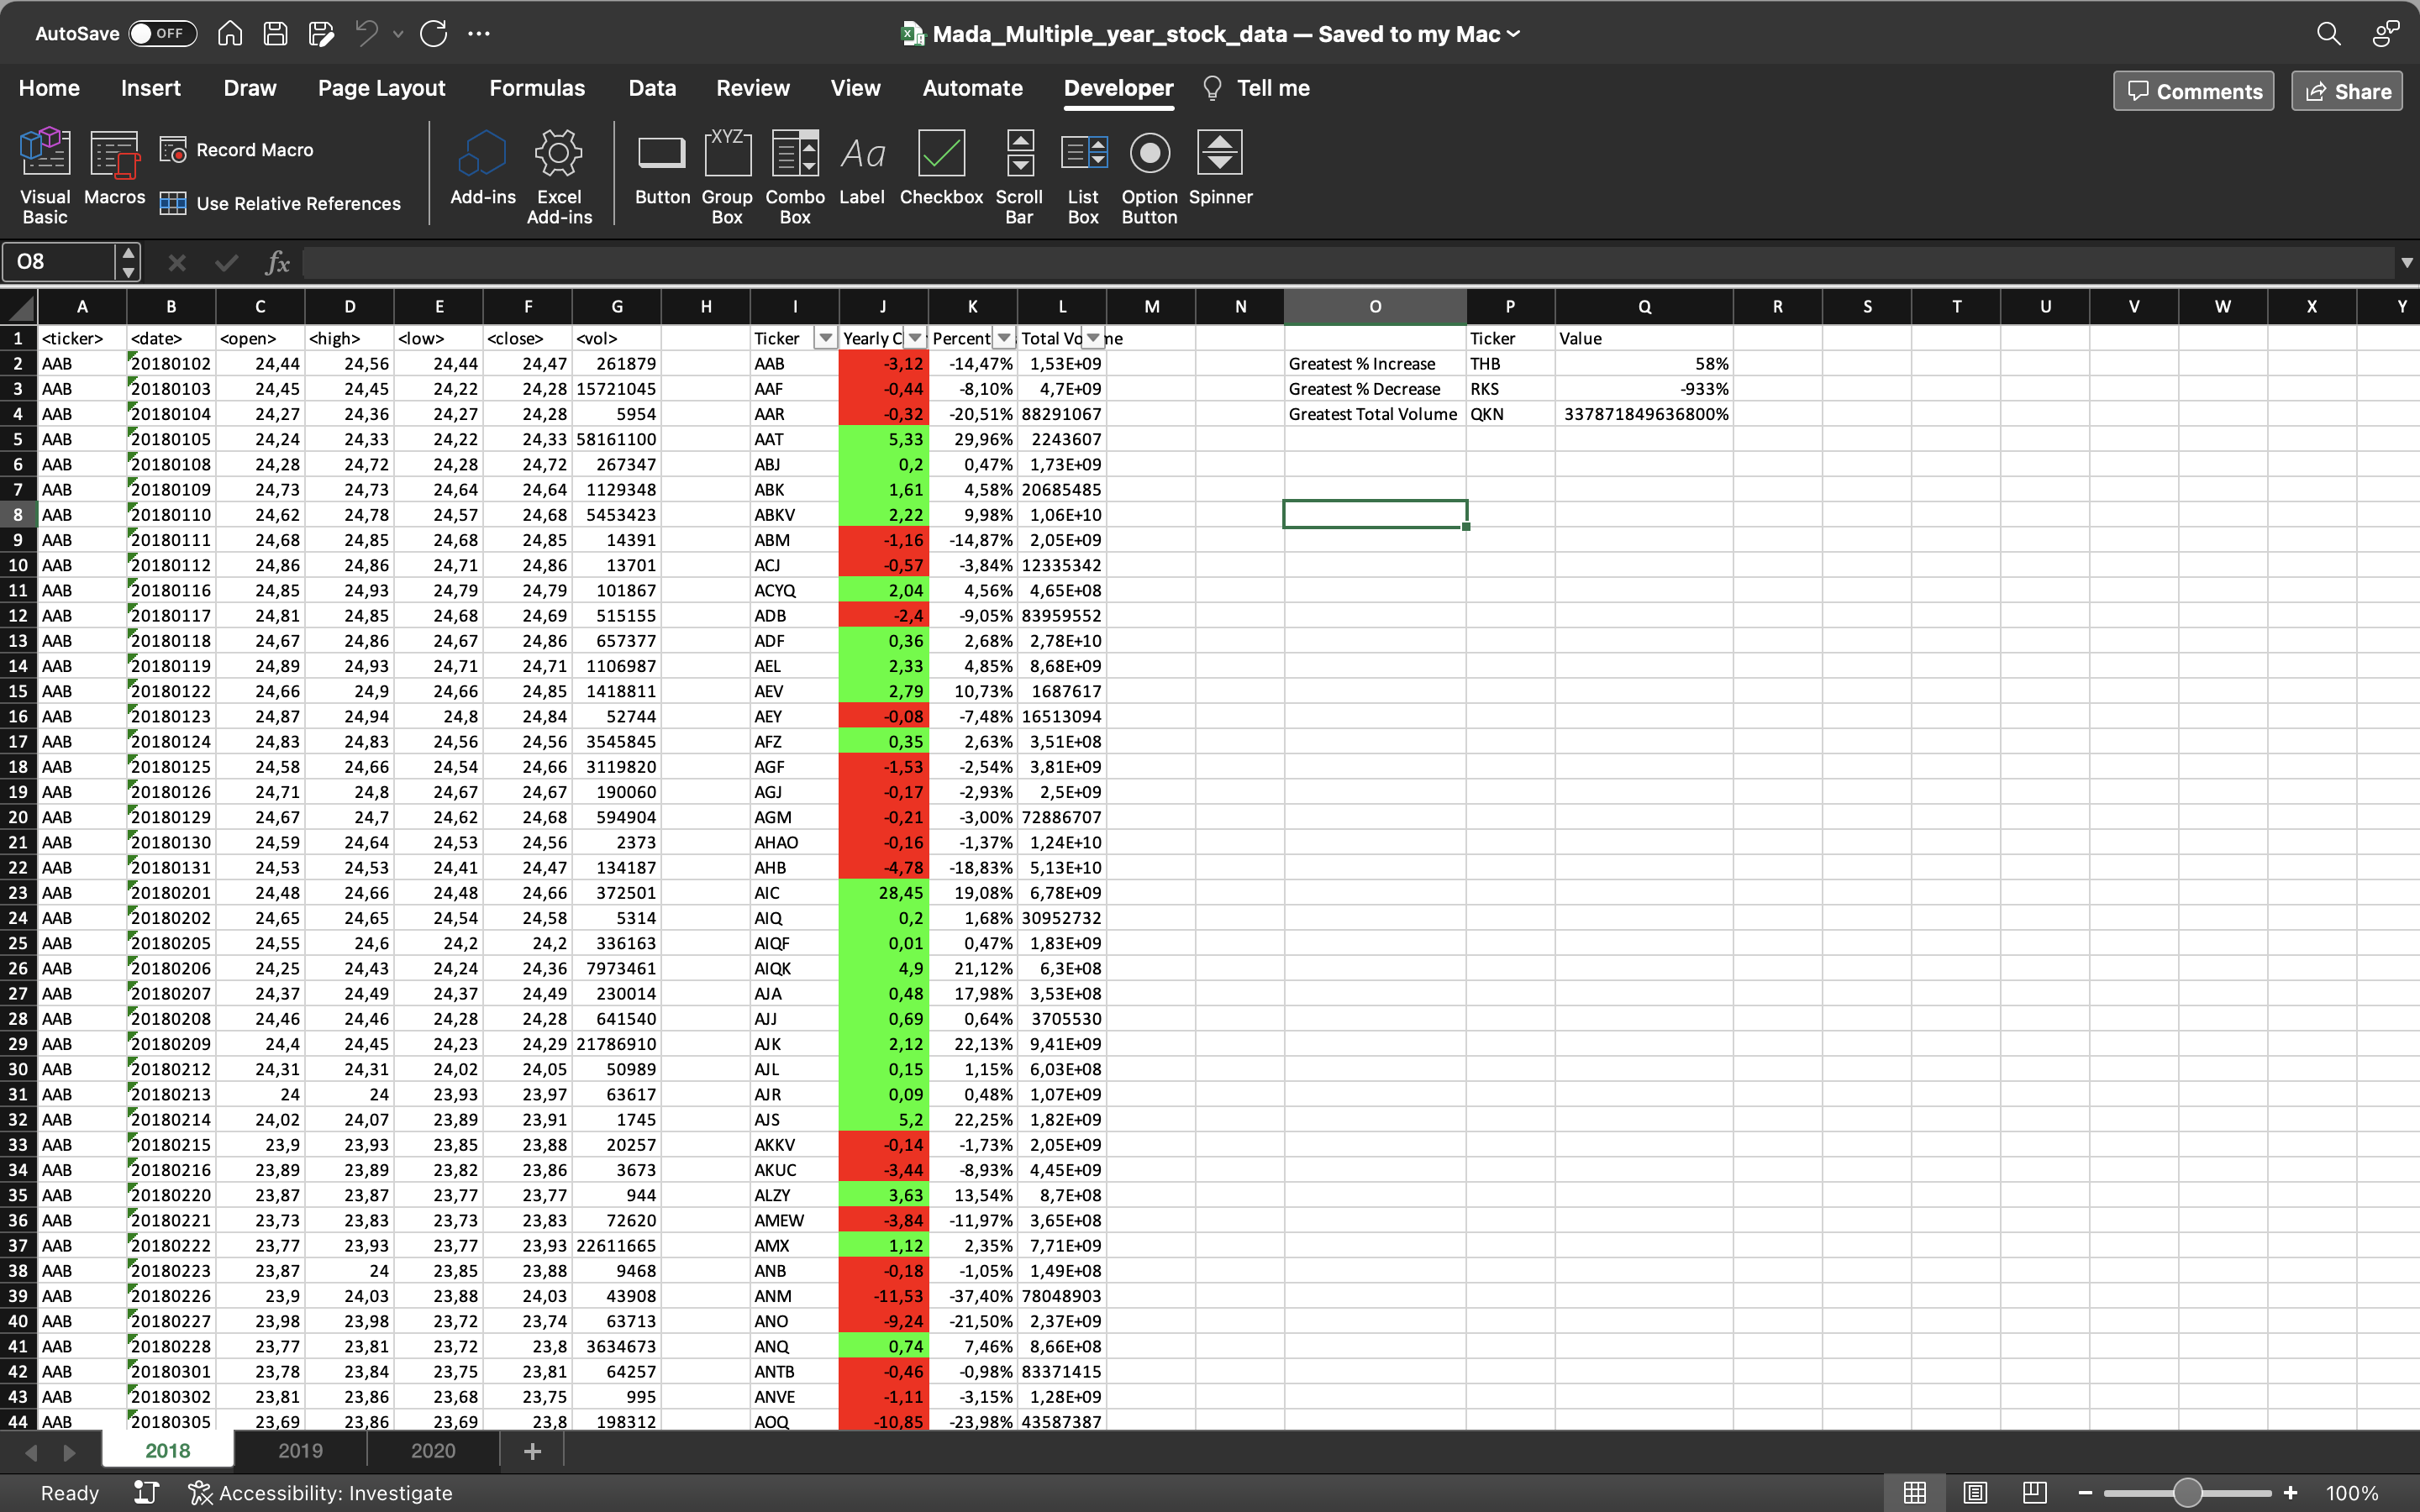 AutoSave OFF Mada_Multiple_year_stock_data — Saved to my Mac
Home Insert Draw Page Layout Formulas Data Review View Automate Developer Tell me Comments Share
Visual Basic Macros Record Macro Use Relative References Add-ins Excel Add-ins Button XYZ Group Box Combo Box Aa Label Checkbox Scroll Bar List Box Option Button Spinner
O8 fx
A B C D E F G H I J K L M N O P Q R S T U V W X Y
1 <ticker> <date> <open> <high> <low> <close> <vol> Ticker Yearly C Percent Total Vo me Ticker Value
2 AAB 20180102 24,44 24,56 24,44 24,47 261879 AAB -3,12 -14,47% 1,53E+09 Greatest % Increase THB 58%
3 AAB 20180103 24,45 24,45 24,22 24,28 15721045 AAF -0,44 -8,10% 4,7E+09 Greatest % Decrease RKS -933%
4 AAB 20180104 24,27 24,36 24,27 24,28 5954 AAR -0,32 -20,51% 88291067 Greatest Total Volume QKN 337871849636800%
5 AAB 20180105 24,24 24,33 24,22 24,33 58161100 AAT 5,33 29,96% 2243607
6 AAB 20180108 24,28 24,72 24,28 24,72 267347 ABJ 0,2 0,47% 1,73E+09
7 AAB 20180109 24,73 24,73 24,64 24,64 1129348 ABK 1,61 4,58% 20685485
8 AAB 20180110 24,62 24,78 24,57 24,68 5453423 ABKV 2,22 9,98% 1,06E+10
9 AAB 20180111 24,68 24,85 24,68 24,85 14391 ABM -1,16 -14,87% 2,05E+09
10 AAB 20180112 24,86 24,86 24,71 24,86 13701 ACJ -0,57 -3,84% 12335342
11 AAB 20180116 24,85 24,93 24,79 24,79 101867 ACYQ 2,04 4,56% 4,65E+08
12 AAB 20180117 24,81 24,85 24,68 24,69 515155 ADB -2,4 -9,05% 83959552
13 AAB 20180118 24,67 24,86 24,67 24,86 657377 ADF 0,36 2,68% 2,78E+10
14 AAB 20180119 24,89 24,93 24,71 24,71 1106987 AEL 2,33 4,85% 8,68E+09
15 AAB 20180122 24,66 24,9 24,66 24,85 1418811 AEV 2,79 10,73% 1687617
16 AAB 20180123 24,87 24,94 24,8 24,84 52744 AEY -0,08 -7,48% 16513094
17 AAB 20180124 24,83 24,83 24,56 24,56 3545845 AFZ 0,35 2,63% 3,51E+08
18 AAB 20180125 24,58 24,66 24,54 24,66 3119820 AGF -1,53 -2,54% 3,81E+09
19 AAB 20180126 24,71 24,8 24,67 24,67 190060 AGJ -0,17 -2,93% 2,5E+09
20 AAB 20180129 24,67 24,7 24,62 24,68 594904 AGM -0,21 -3,00% 72886707
21 AAB 20180130 24,59 24,64 24,53 24,56 2373 AHAO -0,16 -1,37% 1,24E+10
22 AAB 20180131 24,53 24,53 24,41 24,47 134187 AHB -4,78 -18,83% 5,13E+10
23 AAB 20180201 24,48 24,66 24,48 24,66 372501 AIC 28,45 19,08% 6,78E+09
24 AAB 20180202 24,65 24,65 24,54 24,58 5314 AIQ 0,2 1,68% 30952732
25 AAB 20180205 24,55 24,6 24,2 24,2 336163 AIQF 0,01 0,47% 1,83E+09
26 AAB 20180206 24,25 24,43 24,24 24,36 7973461 AIQK 4,9 21,12% 6,3E+08
27 AAB 20180207 24,37 24,49 24,37 24,49 230014 AJA 0,48 17,98% 3,53E+08
28 AAB 20180208 24,46 24,46 24,28 24,28 641540 AJJ 0,69 0,64% 3705530
29 AAB 20180209 24,4 24,45 24,23 24,29 21786910 AJK 2,12 22,13% 9,41E+09
30 AAB 20180212 24,31 24,31 24,02 24,05 50989 AJL 0,15 1,15% 6,03E+08
31 AAB 20180213 24 24 23,93 23,97 63617 AJR 0,09 0,48% 1,07E+09
32 AAB 20180214 24,02 24,07 23,89 23,91 1745 AJS 5,2 22,25% 1,82E+09
33 AAB 20180215 23,9 23,93 23,85 23,88 20257 AKKV -0,14 -1,73% 2,05E+09
34 AAB 20180216 23,89 23,89 23,82 23,86 3673 AKUC -3,44 -8,93% 4,45E+09
35 AAB 20180220 23,87 23,87 23,77 23,77 944 ALZY 3,63 13,54% 8,7E+08
36 AAB 20180221 23,73 23,83 23,73 23,83 72620 AMEW -3,84 -11,97% 3,65E+08
37 AAB 20180222 23,77 23,93 23,77 23,93 22611665 AMX 1,12 2,35% 7,71E+09
38 AAB 20180223 23,87 24 23,85 23,88 9468 ANB -0,18 -1,05% 1,49E+08
39 AAB 20180226 23,9 24,03 23,88 24,03 43908 ANM -11,53 -37,40% 78048903
40 AAB 20180227 23,98 23,98 23,72 23,74 63713 ANO -9,24 -21,50% 2,37E+09
41 AAB 20180228 23,77 23,81 23,72 23,8 3634673 ANQ 0,74 7,46% 8,66E+08
42 AAB 20180301 23,78 23,84 23,75 23,81 64257 ANTB -0,46 -0,98% 83371415
43 AAB 20180302 23,81 23,86 23,68 23,75 995 ANVE -1,11 -3,15% 1,28E+09
44 AAB 20180305 23,69 23,86 23,69 23,8 198312 AOQ -10,85 -23,98% 43587387
2018 2019 2020 +
Ready Accessibility: Investigate 100%